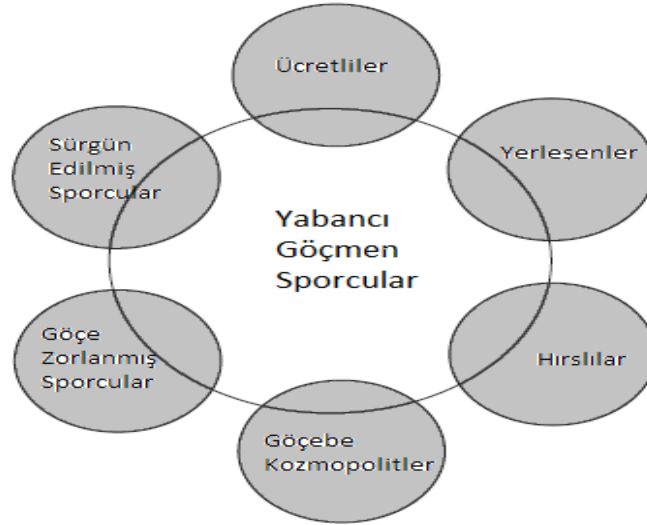 Ücretliler
Yerleşenler
Hırslılar
Göçebe
Kozmopolitler
Göçe
Zorlanmış
Sporcular
Sürgün
Edilmiş
Sporcular
Yabancı
Göçmen
Sporcular